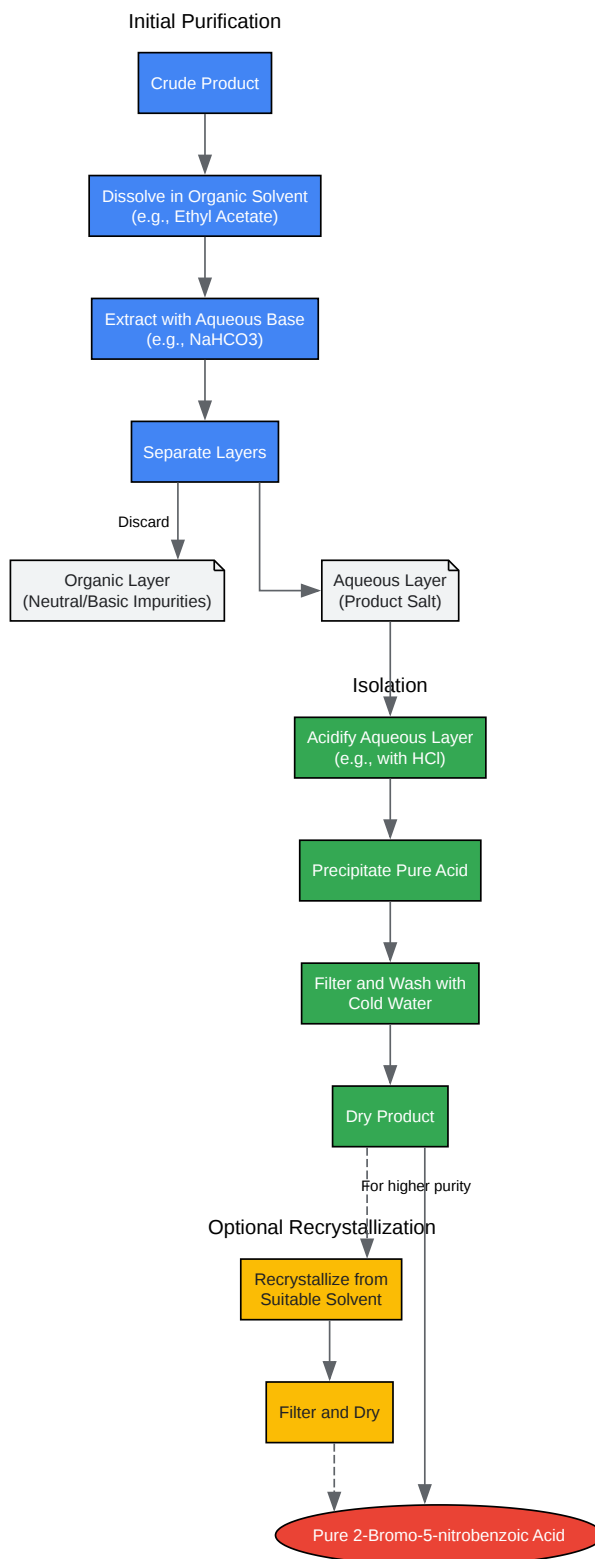 Initial Purification
Crude Product
Dissolve in Organic Solvent
(e.g., Ethyl Acetate)
Extract with Aqueous Base
(e.g., NaHCO3)
Separate Layers
Discard
Organic Layer
(Neutral/Basic Impurities)
Aqueous Layer
(Product Salt)
Isolation
Acidify Aqueous Layer
(e.g., with HCl)
Precipitate Pure Acid
Filter and Wash with
Cold Water
Dry Product
For higher purity
Optional Recrystallization
Recrystallize from
Suitable Solvent
Filter and Dry
Pure 2-Bromo-5-nitrobenzoic Acid